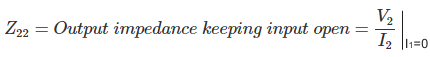 Z₂₂ = Output impedance keeping input open = V₂/I₂ |I₁=0